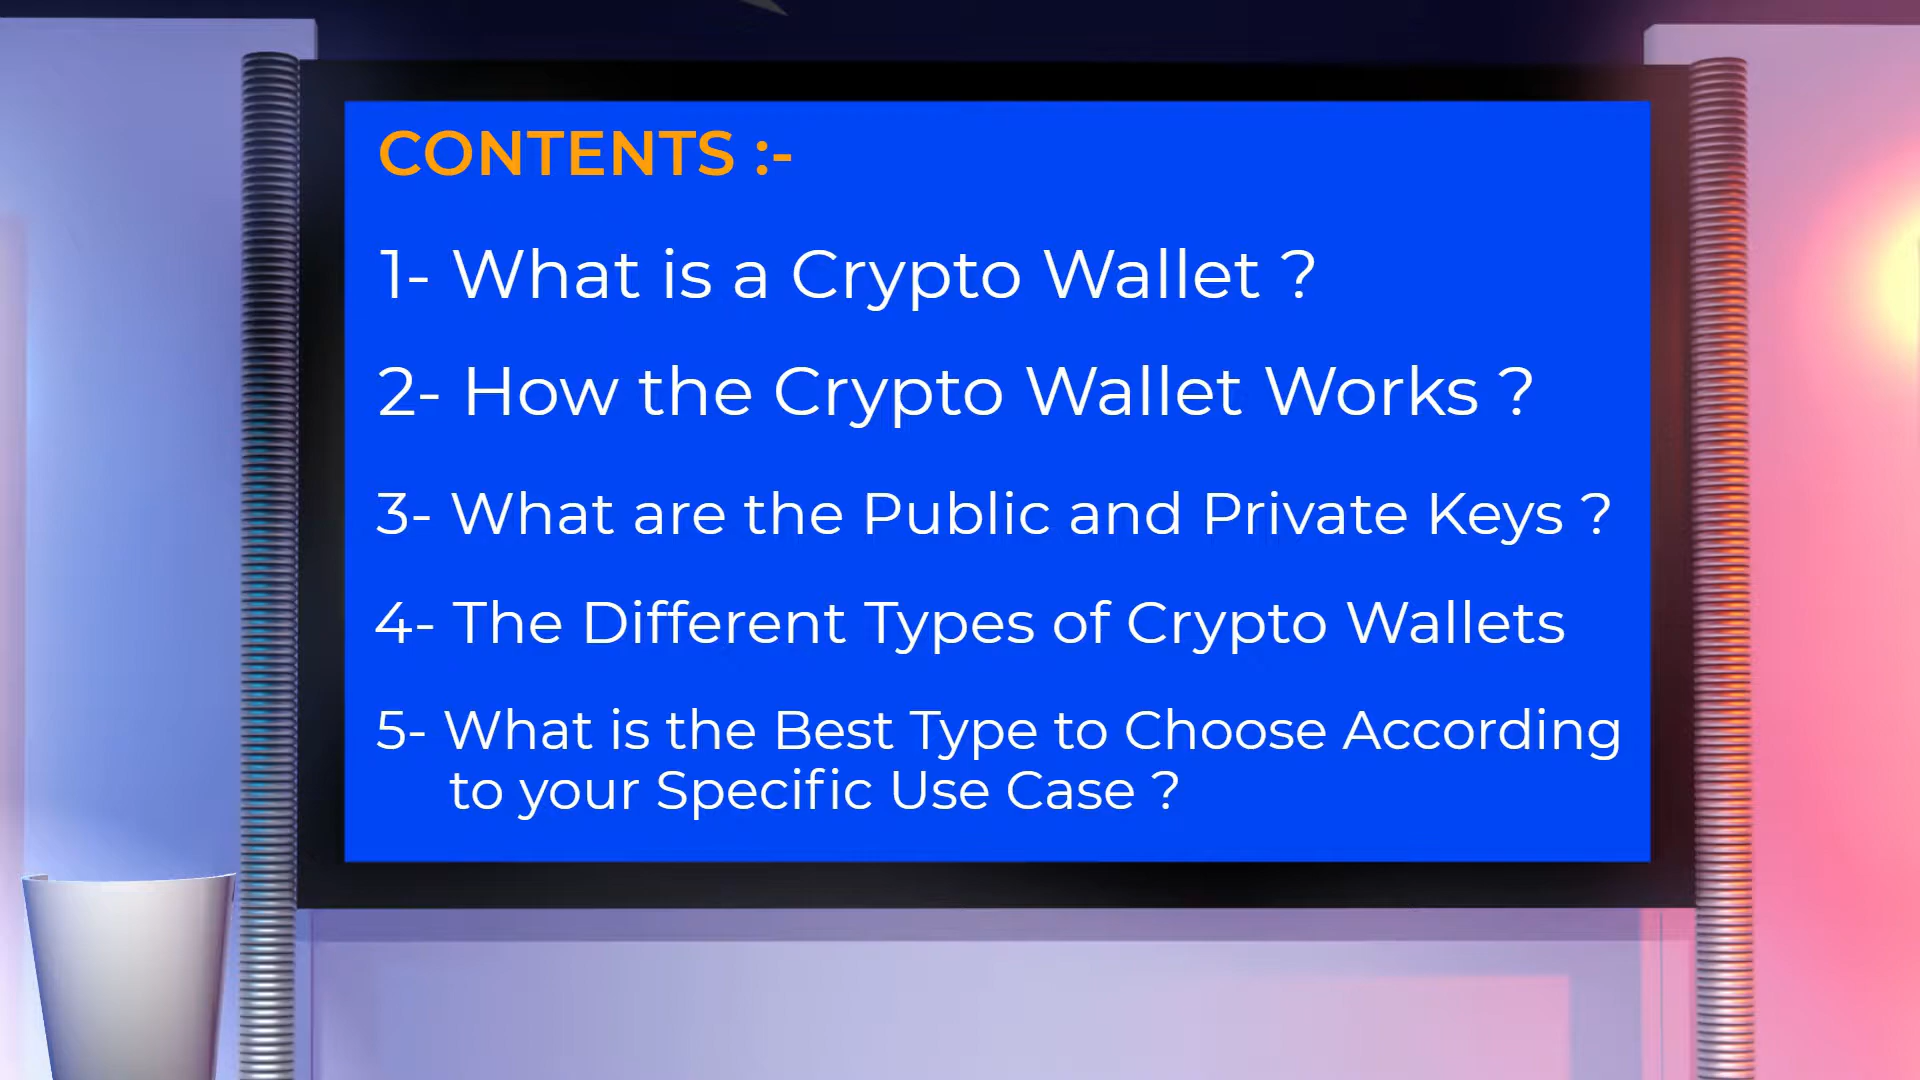 CONTENTS :-
1- What is a Crypto Wallet ?
2- How the Crypto Wallet Works ?
3- What are the Public and Private Keys ?
4- The Different Types of Crypto Wallets
5- What is the Best Type to Choose According
to your Specific Use Case ?